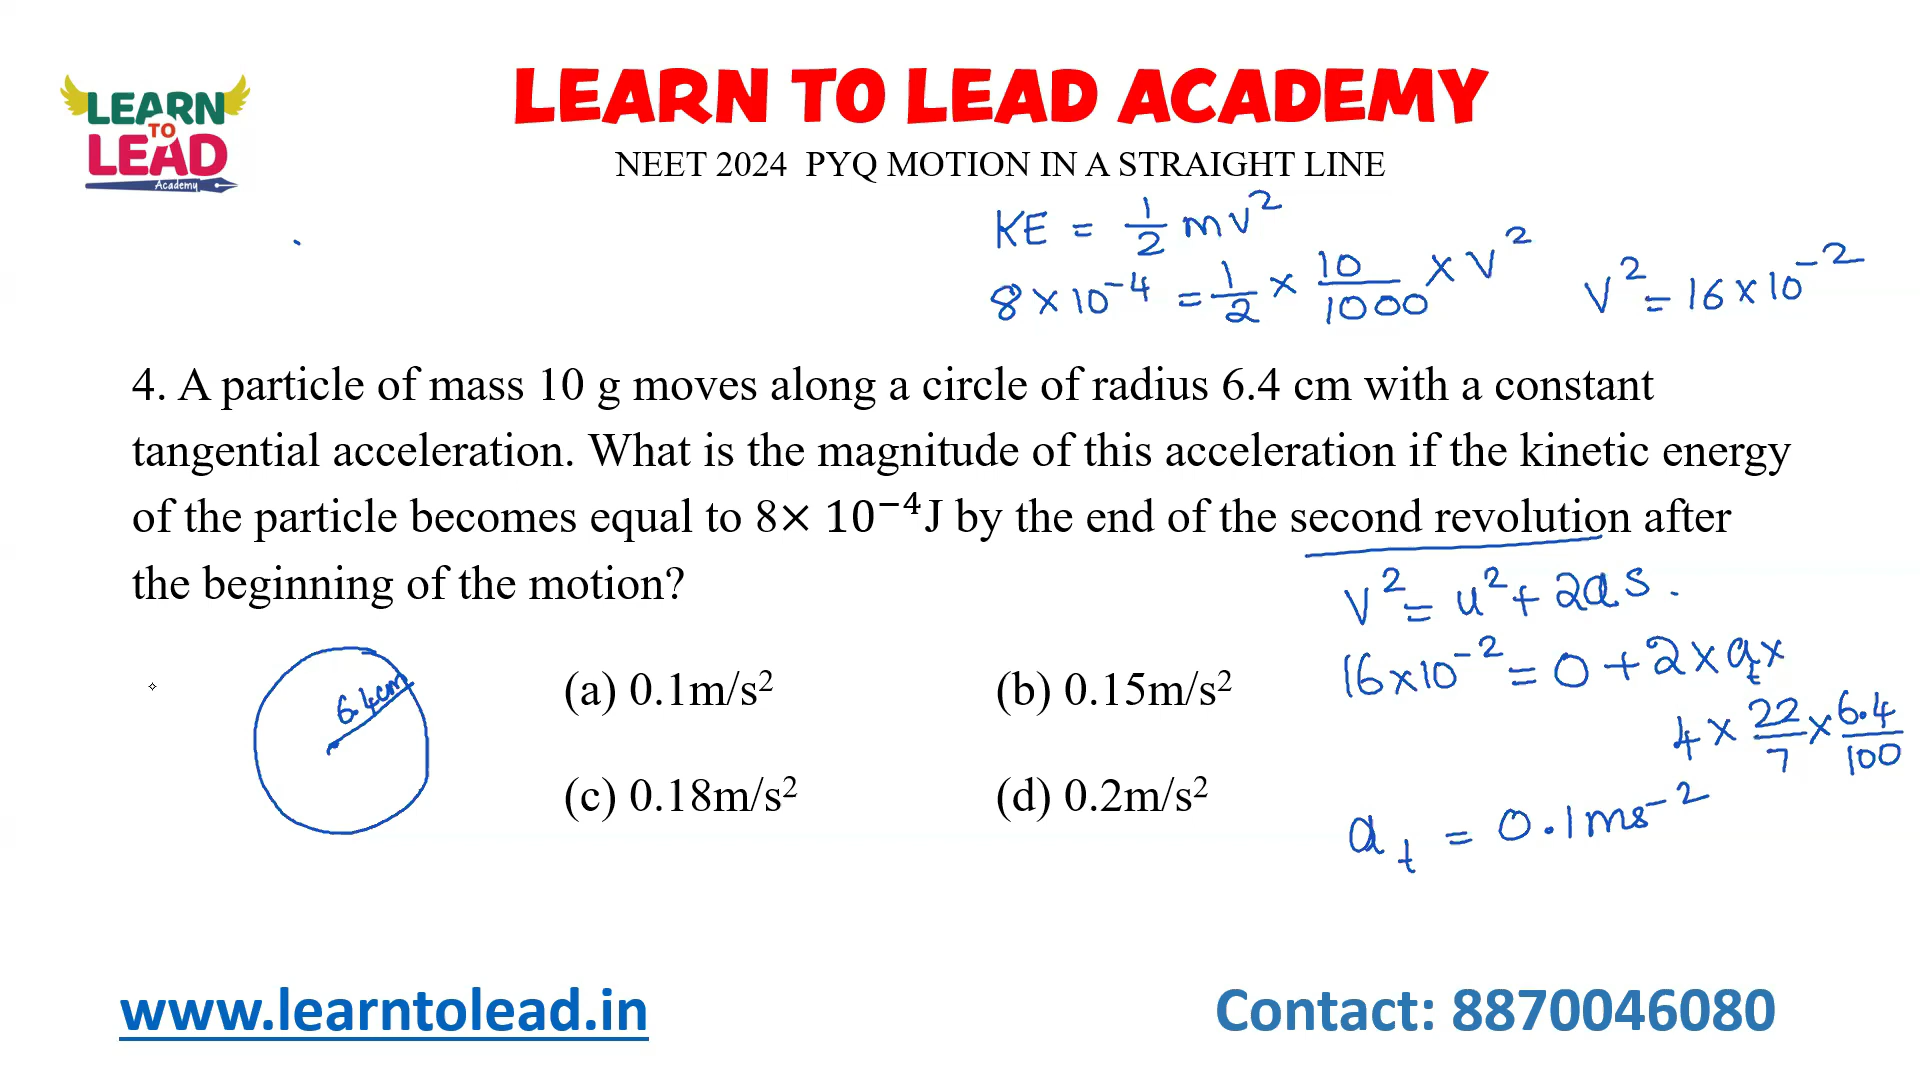 LEARN
TO
LEAD
Academy
LEARN TO LEAD ACADEMY
NEET 2024 PYQ MOTION IN A STRAIGHT LINE
KE = 1/2 mv²
8 × 10⁻⁴ = 1/2 × 10/1000 × v²
v² = 16 × 10⁻²
4. A particle of mass 10 g moves along a circle of radius 6.4 cm with a constant
tangential acceleration. What is the magnitude of this acceleration if the kinetic energy
of the particle becomes equal to 8× 10⁻⁴J by the end of the second revolution after
the beginning of the motion?
v² = u² + 2as.
16×10⁻² = 0 + 2 × aₜ ×
4 × 22/7 × 6.4/100
aₜ = 0.1ms⁻²
6.4cm
(a) 0.1m/s²
(b) 0.15m/s²
(c) 0.18m/s²
(d) 0.2m/s²
www.learntolead.in
Contact: 8870046080